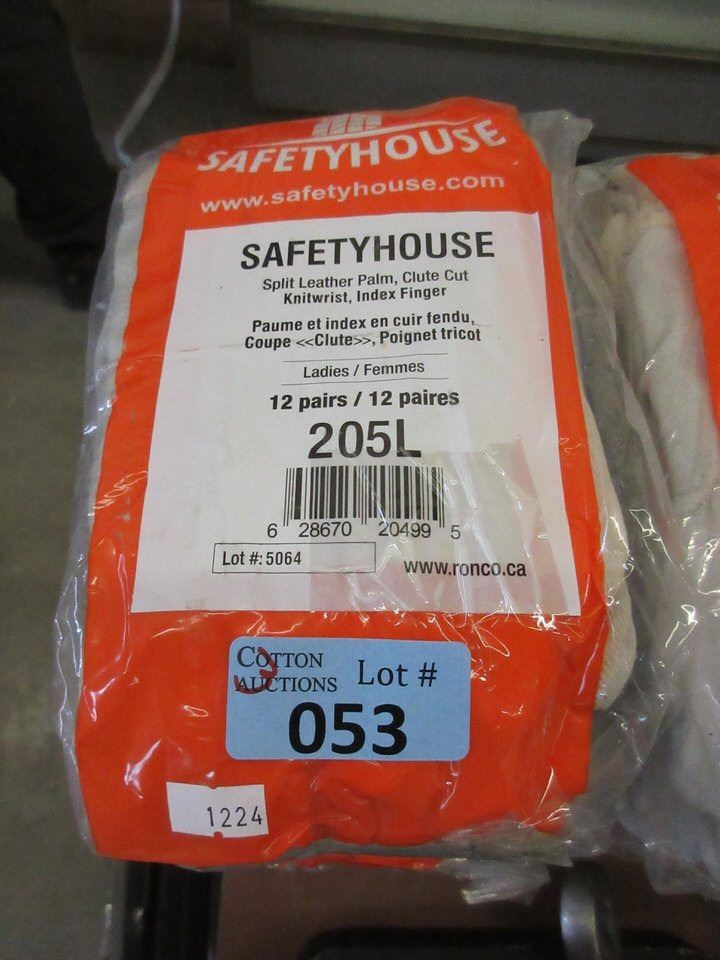 SAFETYHOUSE
www.safetyhouse.com
SAFETYHOUSE
Split Leather Palm, Clute Cut
Knitwrist, Index Finger
Paume et index en cuir fendu,
Coupe <<Clute>>, Poignet tricot
Ladies / Femmes
12 pairs / 12 paires
205L
6 28670 20499 5
Lot #: 5064
www.ronco.ca
COTTON
AUCTIONS
Lot #
053
1224